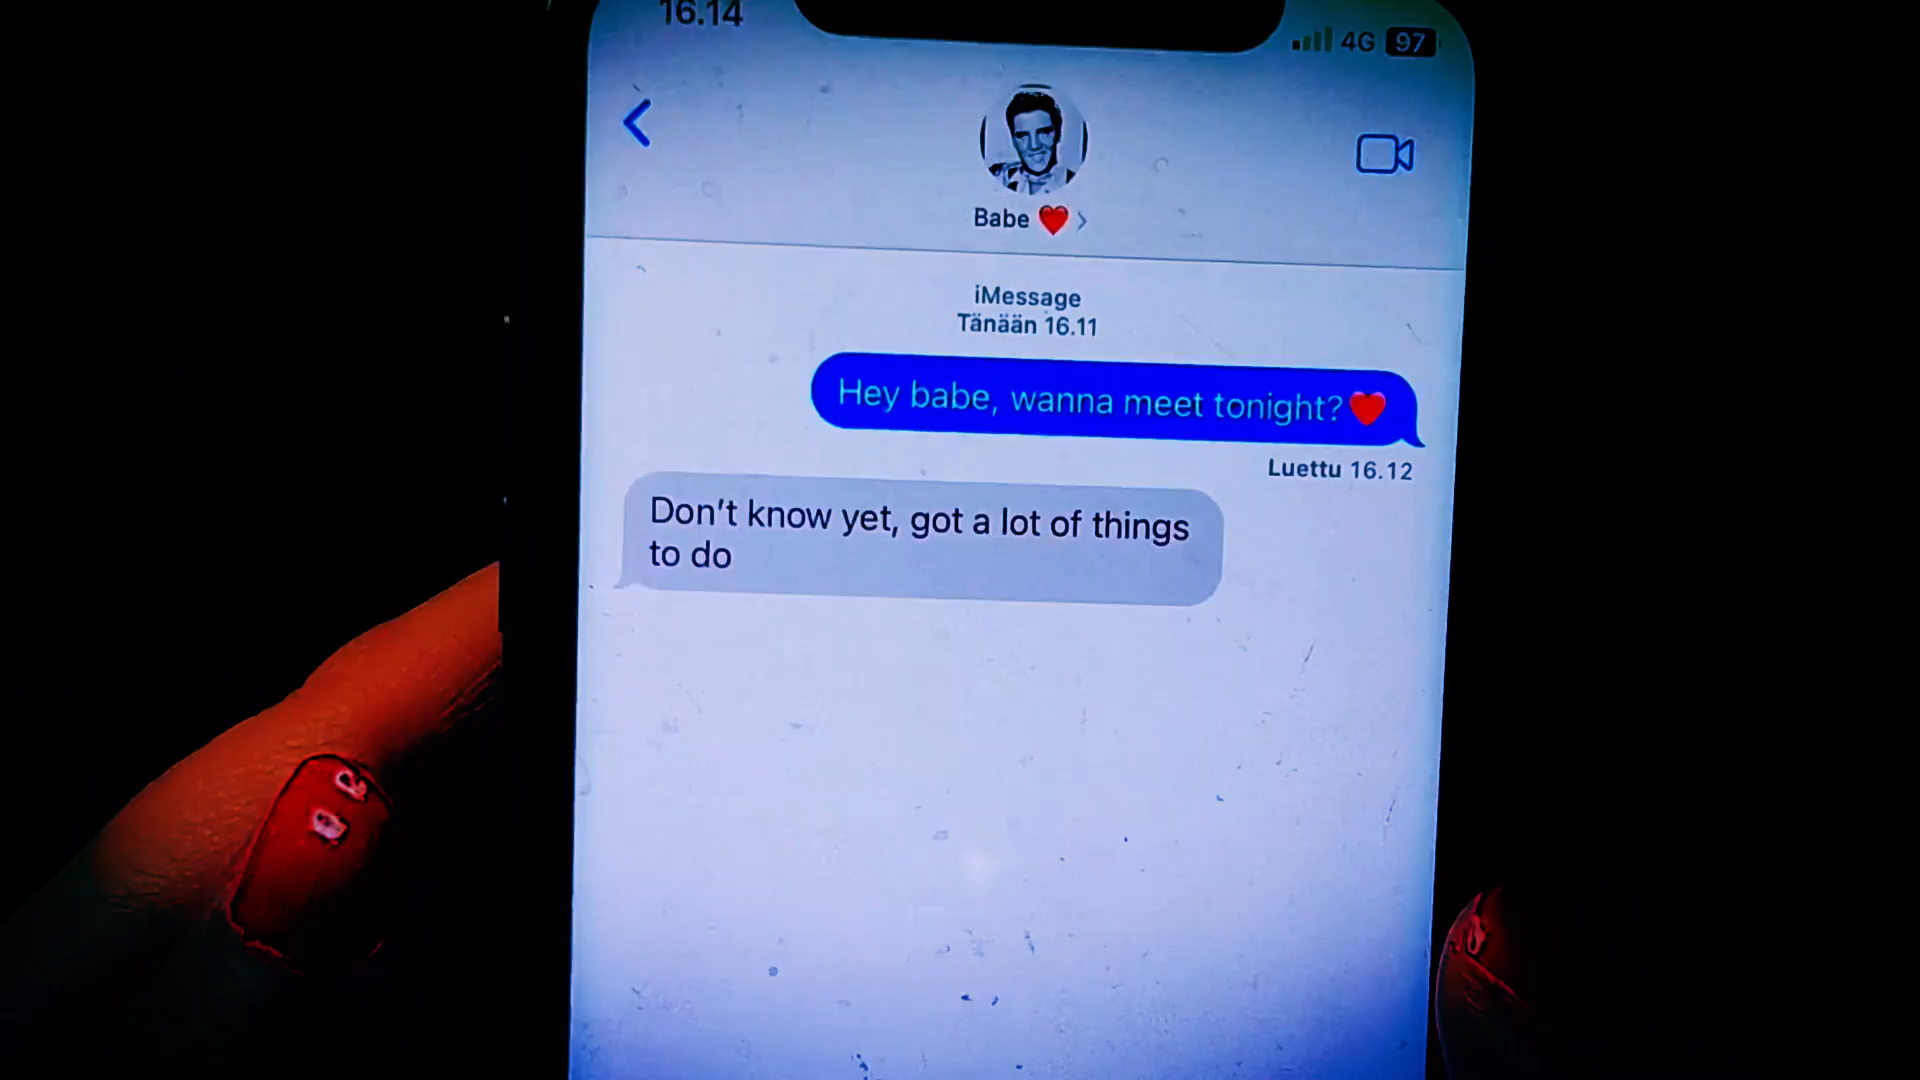 16.14
4G 97
Babe ❤️
iMessage
Tänään 16.11
Hey babe, wanna meet tonight?❤️
Luettu 16.12
Don’t know yet, got a lot of things
to do